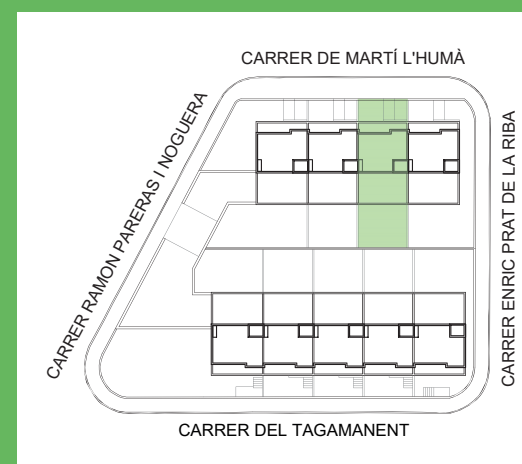 CARRER DE MARTÍ L'HUMÀ
CARRER RAMON PARERAS I NOGUERA
CARRER ENRIC PRAT DE LA RIBA
CARRER DEL TAGAMANENT